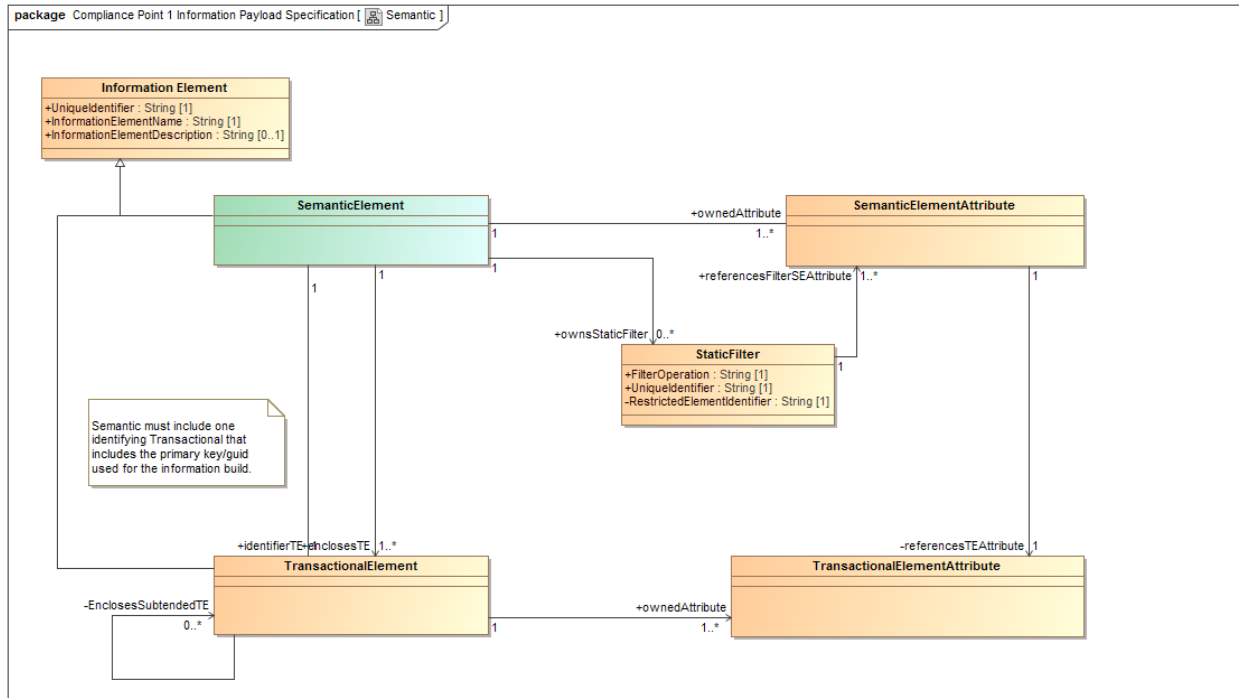 package Compliance Point 1 Information Payload Specification [ Semantic ]
Information Element
+UniqueIdentifier : String [1]
+InformationElementName : String [1]
+InformationElementDescription : String [0..1]
SemanticElement
SemanticElementAttribute
+ownedAttribute
1
1..*
1
1
1
+referencesFilterSEAttribute
1..*
1
+ownsStaticFilter
0..*
StaticFilter
+FilterOperation : String [1]
+UniqueIdentifier : String [1]
-RestrictedElementIdentifier : String [1]
1
Semantic must include one
identifying Transactional that
includes the primary key/guid
used for the information build.
+identifierTE
1
+enclosesTE
1..*
-referencesTEAttribute
1
TransactionalElement
TransactionalElementAttribute
-EnclosesSubtendedTE
0..*
+ownedAttribute
1
1..*